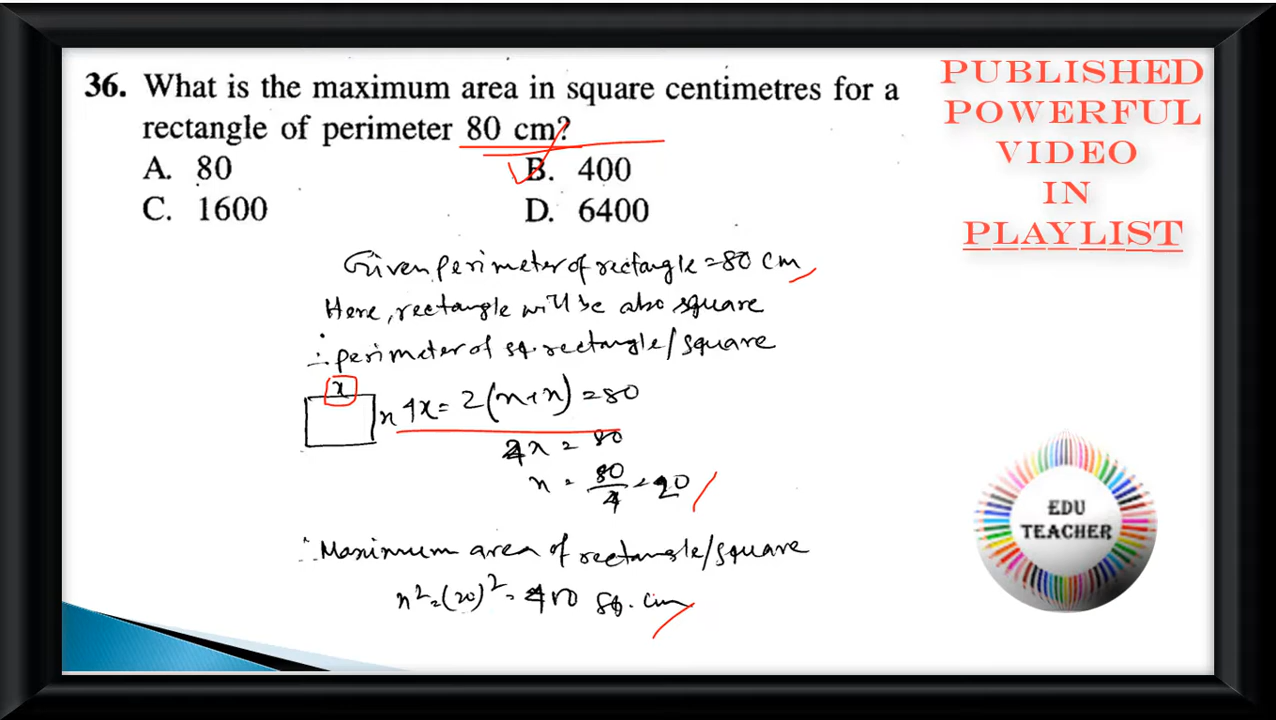 36. What is the maximum area in square centimetres for a
rectangle of perimeter 80 cm?
A. 80
B. 400
C. 1600
D. 6400
Given perimeter of rectangle = 80 cm
Here, rectangle will be also square
∴ perimeter of sq. rectangle/square
x
x
4x = 2(x+x) = 80
4x = 80
x = 80/4 = 20
∴ Maximum area of rectangle/square
x² = (20)² = 400 sq. cm
PUBLISHED
POWERFUL
VIDEO
IN
PLAYLIST
EDU
TEACHER